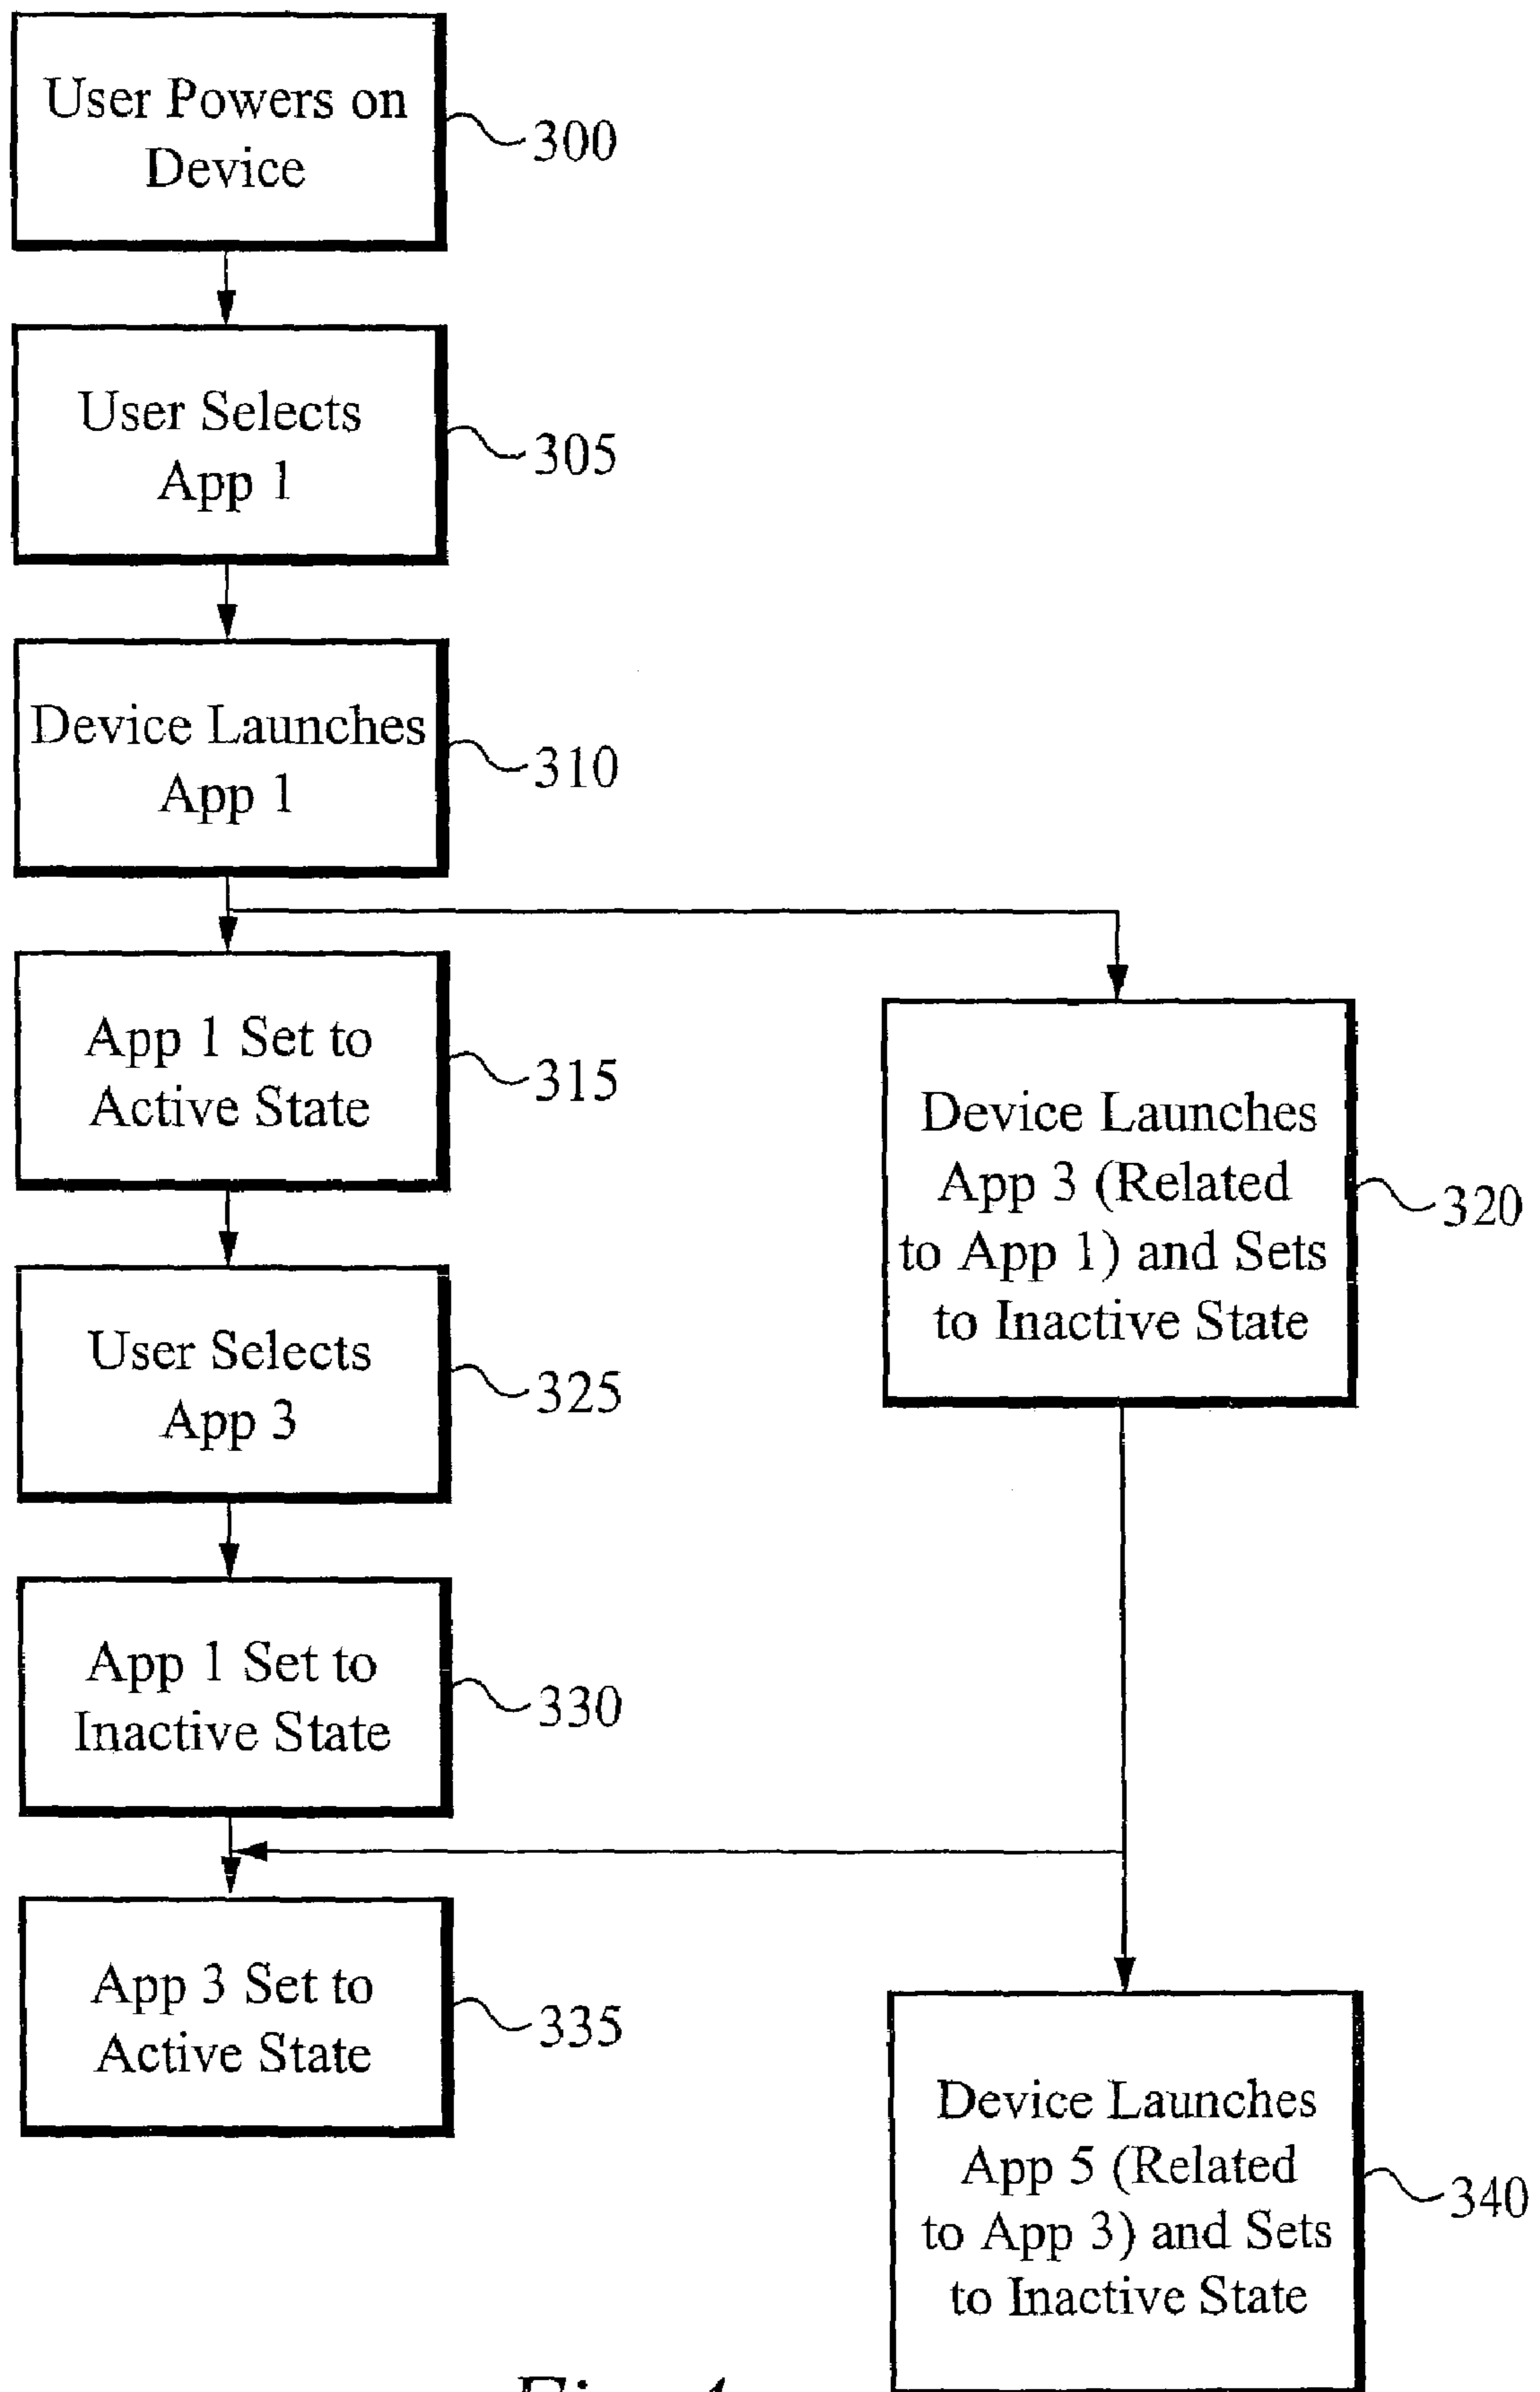 User Powers on
Device
300
User Selects
App 1
305
Device Launches
App 1
310
App 1 Set to
Active State
315
Device Launches
App 3 (Related
to App 1) and Sets
to Inactive State
320
User Selects
App 3
325
App 1 Set to
Inactive State
330
App 3 Set to
Active State
335
Device Launches
App 5 (Related
to App 3) and Sets
to Inactive State
340